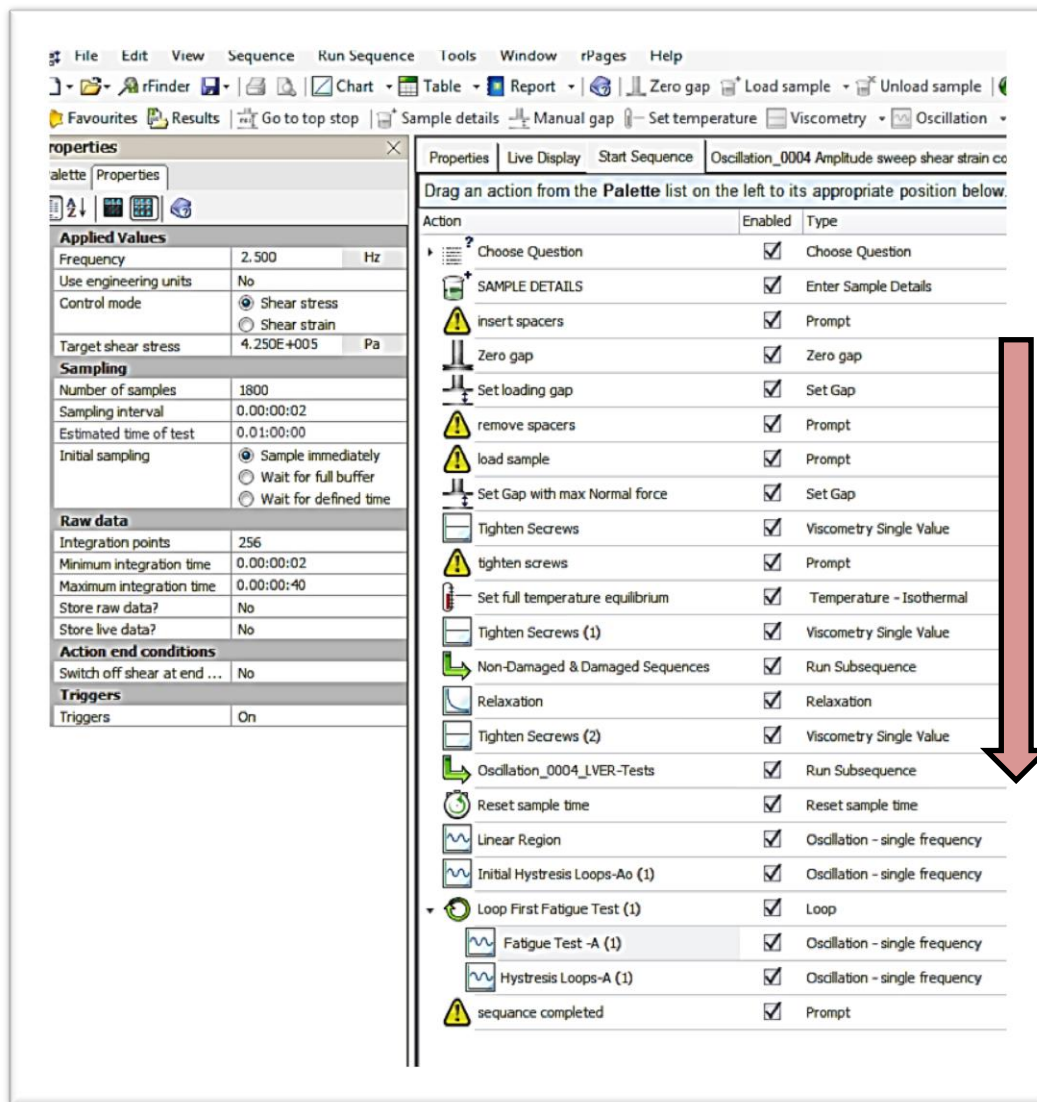 File Edit View Sequence Run Sequence Tools Window rPages Help
rFinder Chart Table Report Zero gap Load sample Unload sample
Favourites Results Go to top stop Sample details Manual gap Set temperature Viscometry Oscillation
roperties
alette Properties
Applied Values
Frequency 2.500 Hz
Use engineering units No
Control mode Shear stress
Shear strain
Target shear stress 4.250E+005 Pa
Sampling
Number of samples 1800
Sampling interval 0.00:00:02
Estimated time of test 0.01:00:00
Initial sampling Sample immediately
Wait for full buffer
Wait for defined time
Raw data
Integration points 256
Minimum integration time 0.00:00:02
Maximum integration time 0.00:00:40
Store raw data? No
Store live data? No
Action end conditions
Switch off shear at end ... No
Triggers
Triggers On
Properties Live Display Start Sequence Oscillation_0004 Amplitude sweep shear strain co
Drag an action from the Palette list on the left to its appropriate position below.
Action Enabled Type
Choose Question Choose Question
SAMPLE DETAILS Enter Sample Details
insert spacers Prompt
Zero gap Zero gap
Set loading gap Set Gap
remove spacers Prompt
load sample Prompt
Set Gap with max Normal force Set Gap
Tighten Secrews Viscometry Single Value
tighten screws Prompt
Set full temperature equilibrium Temperature - Isothermal
Tighten Secrews (1) Viscometry Single Value
Non-Damaged & Damaged Sequences Run Subsequence
Relaxation Relaxation
Tighten Secrews (2) Viscometry Single Value
Oscillation_0004_LVER-Tests Run Subsequence
Reset sample time Reset sample time
Linear Region Oscillation - single frequency
Initial Hystresis Loops-Ao (1) Oscillation - single frequency
Loop First Fatigue Test (1) Loop
Fatigue Test -A (1) Oscillation - single frequency
Hystresis Loops-A (1) Oscillation - single frequency
sequance completed Prompt